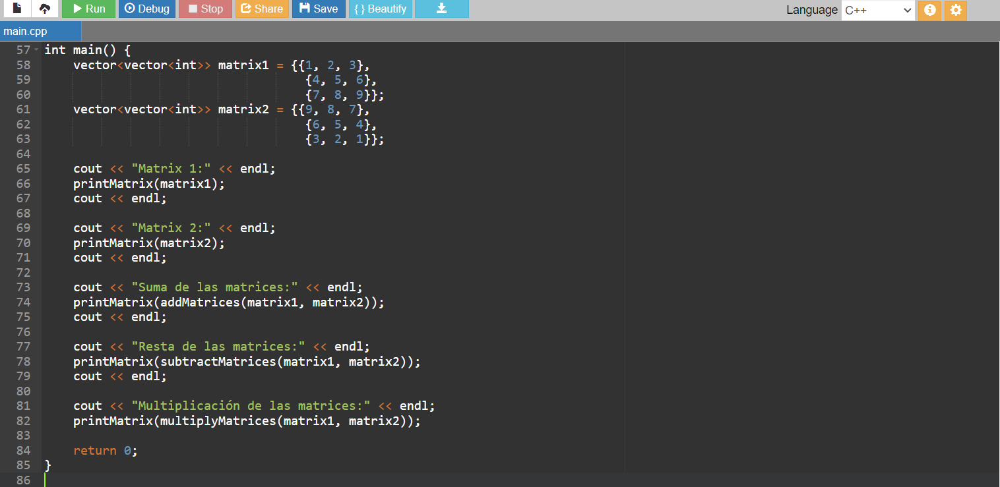 Run Debug Stop Share Save { } Beautify Language C++
main.cpp
57 int main() {
58     vector<vector<int>> matrix1 = {{1, 2, 3},
59                                     {4, 5, 6},
60                                     {7, 8, 9}};
61     vector<vector<int>> matrix2 = {{9, 8, 7},
62                                     {6, 5, 4},
63                                     {3, 2, 1}};
64
65     cout << "Matrix 1:" << endl;
66     printMatrix(matrix1);
67     cout << endl;
68
69     cout << "Matrix 2:" << endl;
70     printMatrix(matrix2);
71     cout << endl;
72
73     cout << "Suma de las matrices:" << endl;
74     printMatrix(addMatrices(matrix1, matrix2));
75     cout << endl;
76
77     cout << "Resta de las matrices:" << endl;
78     printMatrix(subtractMatrices(matrix1, matrix2));
79     cout << endl;
80
81     cout << "Multiplicación de las matrices:" << endl;
82     printMatrix(multiplyMatrices(matrix1, matrix2));
83
84     return 0;
85 }
86